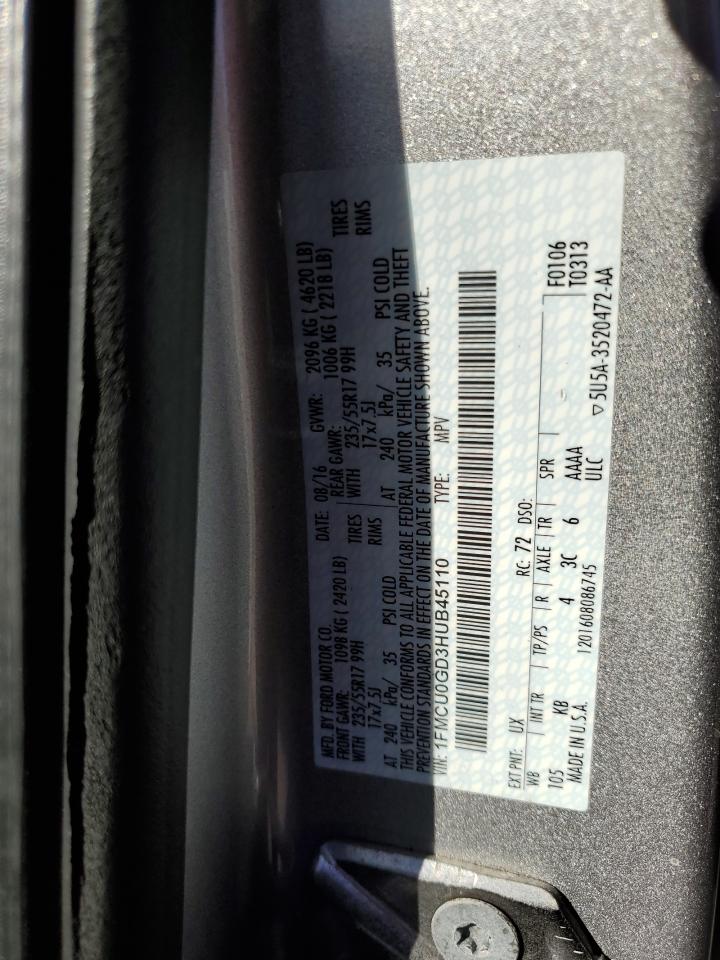 MFD. BY FORD MOTOR CO. DATE: 08/16 GVWR: 2096 KG ( 4620 LB)
FRONT GAWR: 1098 KG ( 2420 LB) REAR GAWR: 1006 KG ( 2218 LB)
WITH 235/55R17 99H TIRES WITH 235/55R17 99H TIRES
17x7.5J RIMS 17x7.5J RIMS
AT 240 kPa/ 35 PSI COLD AT 240 kPa/ 35 PSI COLD
THIS VEHICLE CONFORMS TO ALL APPLICABLE FEDERAL MOTOR VEHICLE SAFETY AND THEFT
PREVENTION STANDARDS IN EFFECT ON THE DATE OF MANUFACTURE SHOWN ABOVE.
VIN: 1FMCU0GD3HUB45110 TYPE: MPV
EXT PNT: UX RC: 72 DSO: F0106
WB INT TR TP/PS R AXLE TR SPR T0313
105 KB 4 3C 6 AAAA
MADE IN U.S.A. 1201608086745 ULC ▽5U5A-3520472-AA